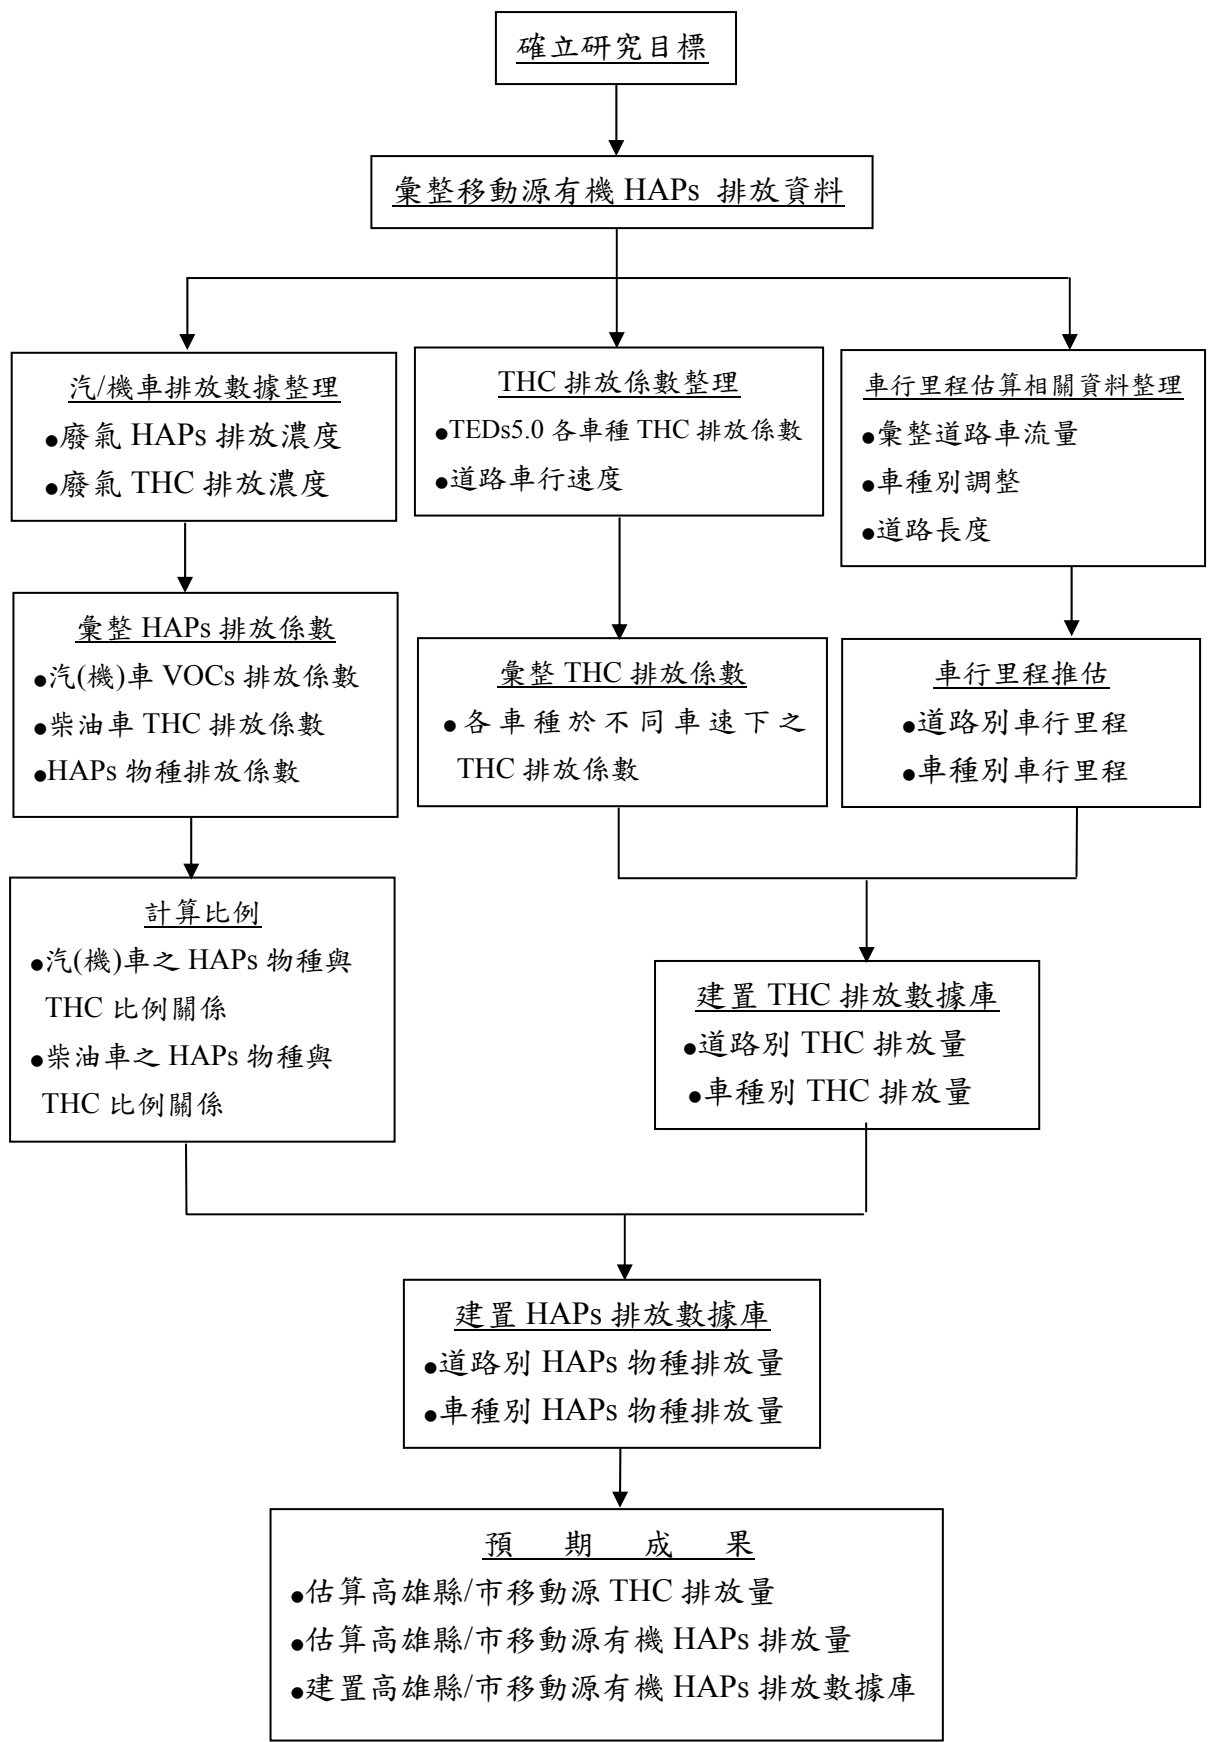 確立研究目標
彙整移動源有機 HAPs 排放資料
汽/機車排放數據整理
●廢氣 HAPs 排放濃度
●廢氣 THC 排放濃度
THC 排放係數整理
●TEDs5.0 各車種 THC 排放係數
●道路車行速度
車行里程估算相關資料整理
●彙整道路車流量
●車種別調整
●道路長度
彙整 HAPs 排放係數
●汽(機)車 VOCs 排放係數
●柴油車 THC 排放係數
●HAPs 物種排放係數
彙整 THC 排放係數
●各車種於不同車速下之
THC 排放係數
車行里程推估
●道路別車行里程
●車種別車行里程
計算比例
●汽(機)車之 HAPs 物種與
THC 比例關係
●柴油車之 HAPs 物種與
THC 比例關係
建置 THC 排放數據庫
●道路別 THC 排放量
●車種別 THC 排放量
建置 HAPs 排放數據庫
●道路別 HAPs 物種排放量
●車種別 HAPs 物種排放量
預 期 成 果
●估算高雄縣/市移動源 THC 排放量
●估算高雄縣/市移動源有機 HAPs 排放量
●建置高雄縣/市移動源有機 HAPs 排放數據庫